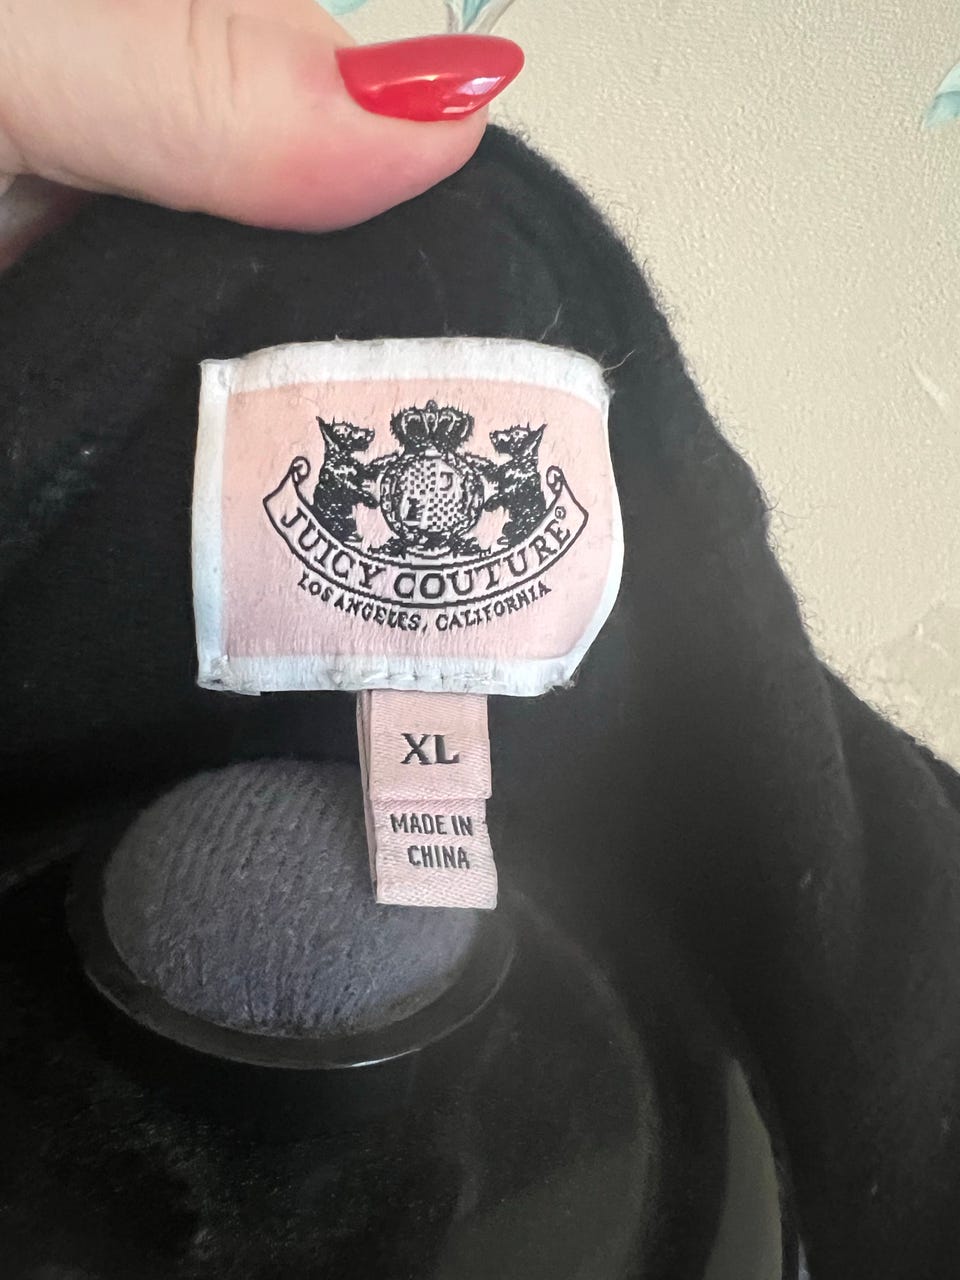 JUICY COUTURE®
LOS ANGELES, CALIFORNIA
XL
MADE IN
CHINA